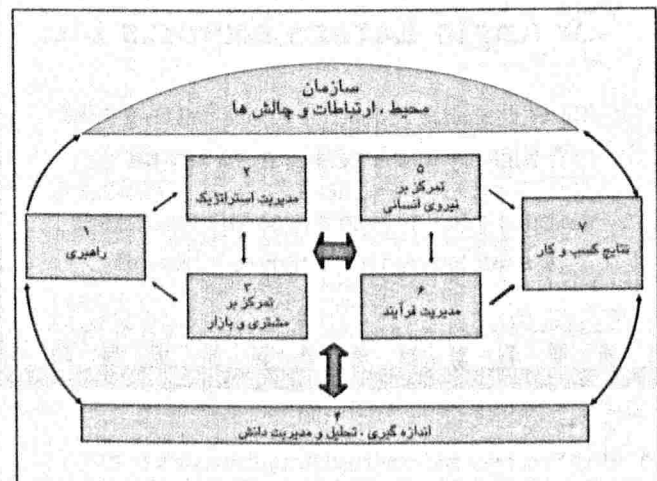 سازمان
محیط ، ارتباطات و چالش ها
۲
مدیریت استراتژیک
۵
تمرکز بر
نیروی انسانی
۱
راهبری
۷
نتایج کسب و کار
۳
تمرکز بر
مشتری و بازار
۶
مدیریت فرآیند
۴
اندازه گیری ، تحلیل و مدیریت دانش